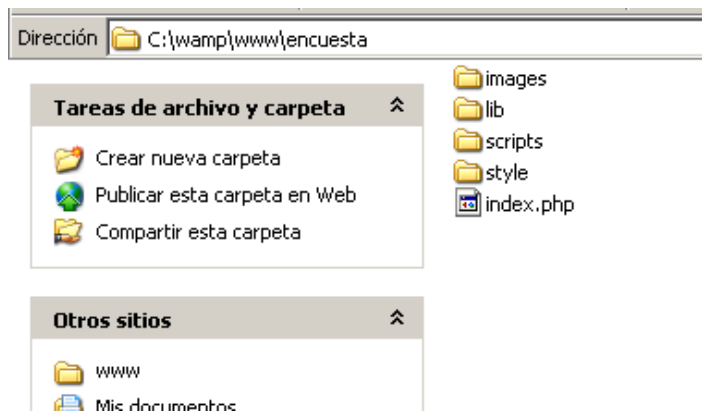 Dirección C:\wamp\www\encuesta
Tareas de archivo y carpeta
Crear nueva carpeta
Publicar esta carpeta en Web
Compartir esta carpeta
Otros sitios
www
Mis documentos
images
lib
scripts
style
index.php